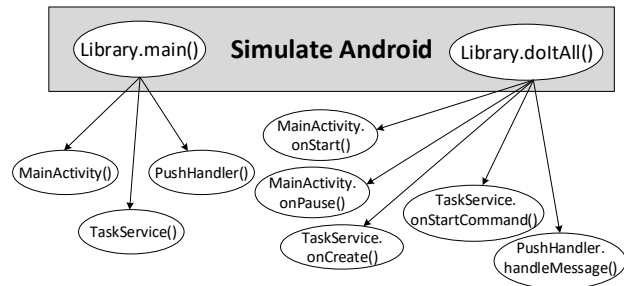 Library.main()
Simulate Android
Library.doItAll()
MainActivity.
onStart()
MainActivity()
PushHandler()
MainActivity.
onPause()
TaskService.
onStartCommand()
TaskService()
TaskService.
onCreate()
PushHandler.
handleMessage()